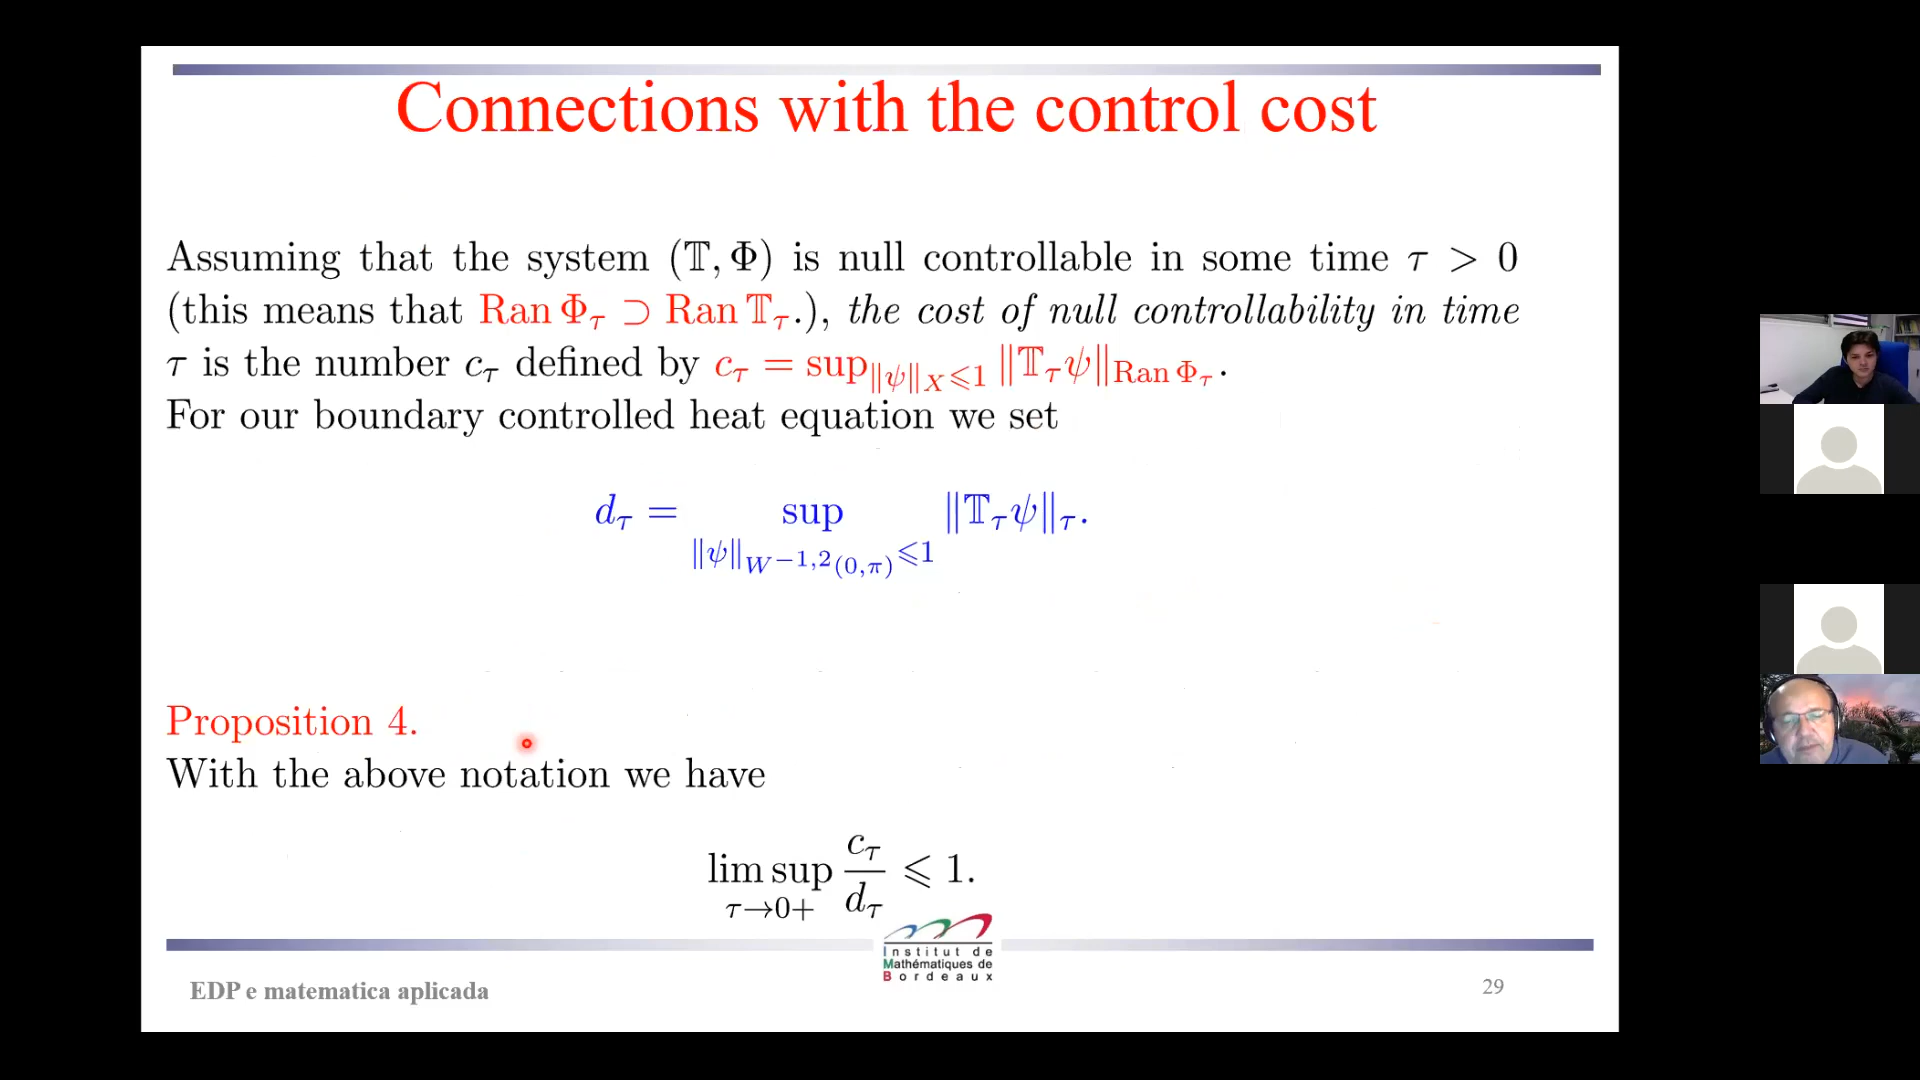 Connections with the control cost
Assuming that the system (𝕋, Φ) is null controllable in some time τ > 0
(this means that Ran Φ_τ ⊃ Ran 𝕋_τ.), the cost of null controllability in time
τ is the number c_τ defined by c_τ = sup_{‖ψ‖_X ⩽ 1} ‖𝕋_τ ψ‖_{Ran Φ_τ}.
For our boundary controlled heat equation we set
d_τ = sup_{‖ψ‖_{W^{-1,2}(0,π)} ⩽ 1} ‖𝕋_τ ψ‖_τ.
Proposition 4.
With the above notation we have
lim sup_{τ→0+} c_τ / d_τ ⩽ 1.
Institut de
Mathématiques de
Bordeaux
EDP e matematica aplicada
29